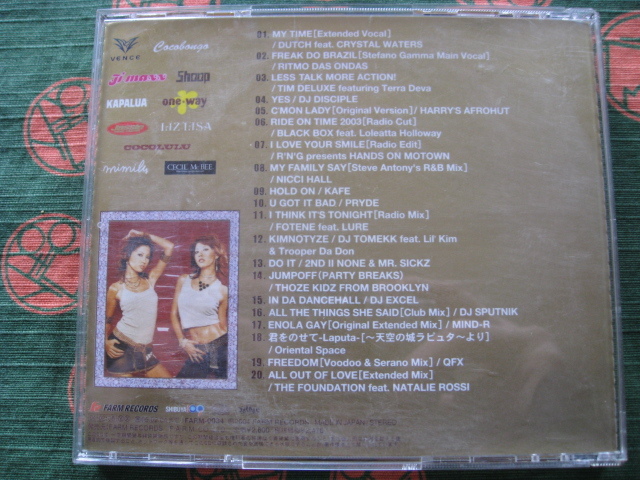 VENCE
Cocobongo
JJ maxx
Shoop
KAPALUA
one*way
LIZ LISA
COCOLULU
mimile
CECIL McBEE
01. MY TIME[Extended Vocal]
/ DUTCH feat. CRYSTAL WATERS
02. FREAK DO BRAZIL[Stefano Gamma Main Vocal]
/ RITMO DAS ONDAS
03. LESS TALK MORE ACTION!
/ TIM DELUXE featuring Terra Deva
04. YES / DJ DISCIPLE
05. C'MON LADY[Original Version] / HARRY'S AFROHUT
06. RIDE ON TIME 2003[Radio Cut]
/ BLACK BOX feat. Loleatta Holloway
07. I LOVE YOUR SMILE[Radio Edit]
/ R'N'G presents HANDS ON MOTOWN
08. MY FAMILY SAY[Steve Antony's R&B Mix]
/ NICCI HALL
09. HOLD ON / KAFE
10. U GOT IT BAD / PRYDE
11. I THINK IT'S TONIGHT[Radio Mix]
/ FOTENE feat. LURE
12. KIMNOTYZE / DJ TOMEKK feat. Lil' Kim
& Trooper Da Don
13. DO IT / 2ND II NONE & MR. SICKZ
14. JUMPOFF(PARTY BREAKS)
/ THOZE KIDZ FROM BROOKLYN
15. IN DA DANCEHALL / DJ EXCEL
16. ALL THE THINGS SHE SAID[Club Mix] / DJ SPUTNIK
17. ENOLA GAY[Original Extended Mix] / MIND-R
18. 君をのせて-Laputa-[〜天空の城ラピュタ〜より]
/ Oriental Space
19. FREEDOM[Voodoo & Serano Mix] / QFX
20. ALL OUT OF LOVE[Extended Mix]
/ THE FOUNDATION feat. NATALIE ROSSI
FARM RECORDS
SHIBUYA